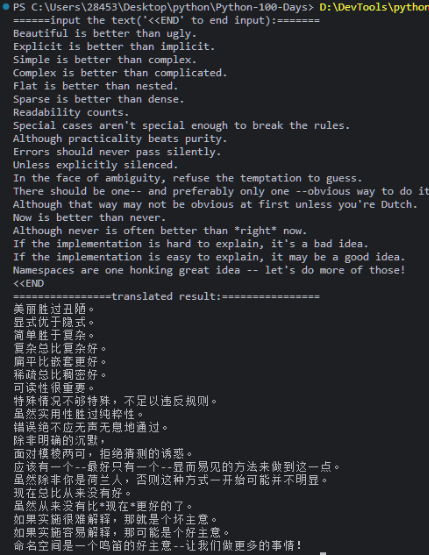 PS C:\Users\28453\Desktop\python\Python-100-Days> D:\DevTools\python
======input the text('<<END' to end input):=======
Beautiful is better than ugly.
Explicit is better than implicit.
Simple is better than complex.
Complex is better than complicated.
Flat is better than nested.
Sparse is better than dense.
Readability counts.
Special cases aren't special enough to break the rules.
Although practicality beats purity.
Errors should never pass silently.
Unless explicitly silenced.
In the face of ambiguity, refuse the temptation to guess.
There should be one-- and preferably only one --obvious way to do it
Although that way may not be obvious at first unless you're Dutch.
Now is better than never.
Although never is often better than *right* now.
If the implementation is hard to explain, it's a bad idea.
If the implementation is easy to explain, it may be a good idea.
Namespaces are one honking great idea -- let's do more of those!
<<END
================translated result:================
美丽胜过丑陋。
显式优于隐式。
简单胜于复杂。
复杂总比复杂好。
扁平比嵌套更好。
稀疏总比稠密好。
可读性很重要。
特殊情况不够特殊，不足以违反规则。
虽然实用性胜过纯粹性。
错误绝不应无声无息地通过。
除非明确的沉默，
面对模棱两可，拒绝猜测的诱惑。
应该有一个--最好只有一个--显而易见的方法来做到这一点。
虽然除非你是荷兰人，否则这种方式一开始可能并不明显。
现在总比从来没有好。
虽然从来没有比*现在*更好的了。
如果实施很难解释，那就是个坏主意。
如果实施容易解释，那可能是个好主意。
命名空间是一个鸣笛的好主意--让我们做更多的事情！